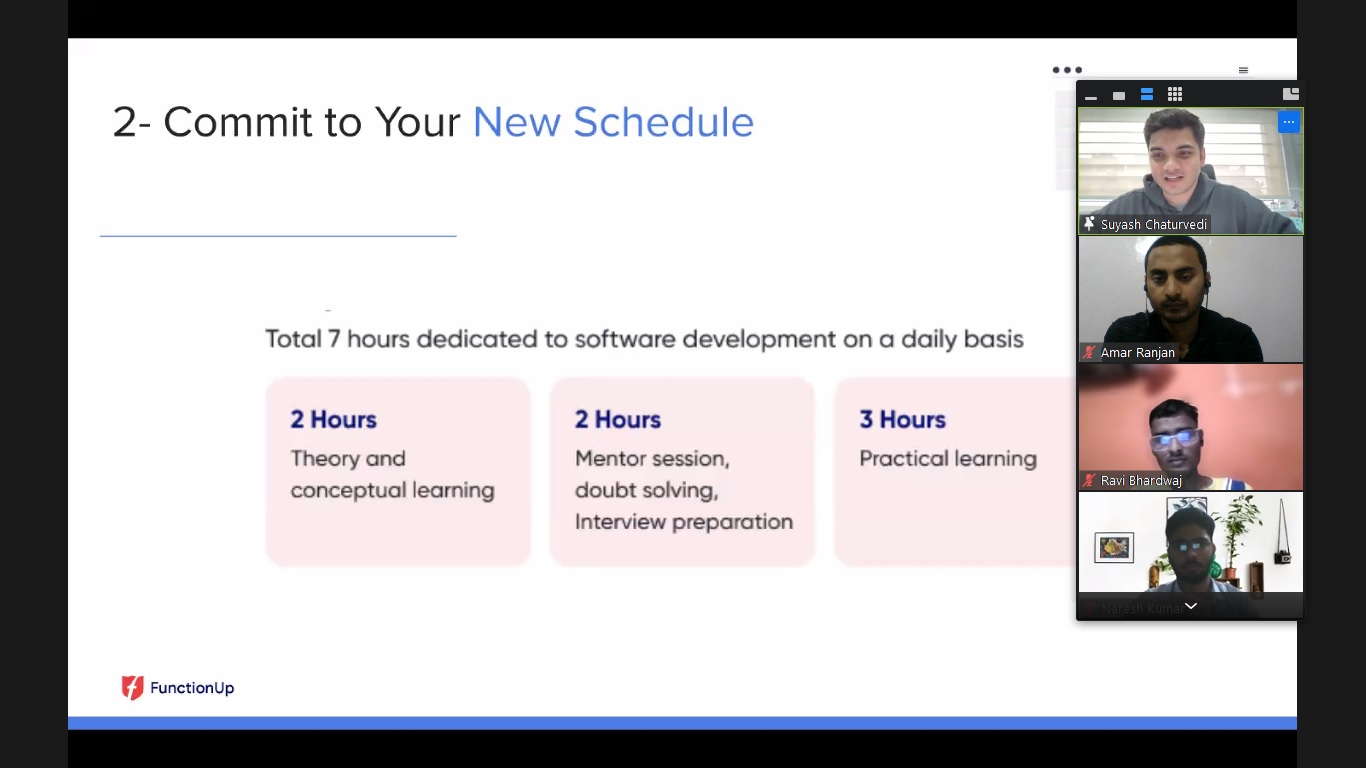 2- Commit to Your New Schedule
Total 7 hours dedicated to software development on a daily basis
2 Hours
Theory and
conceptual learning
2 Hours
Mentor session,
doubt solving,
Interview preparation
3 Hours
Practical learning
FunctionUp
Suyash Chaturvedi
Amar Ranjan
Ravi Bhardwaj
Naresh Kumar